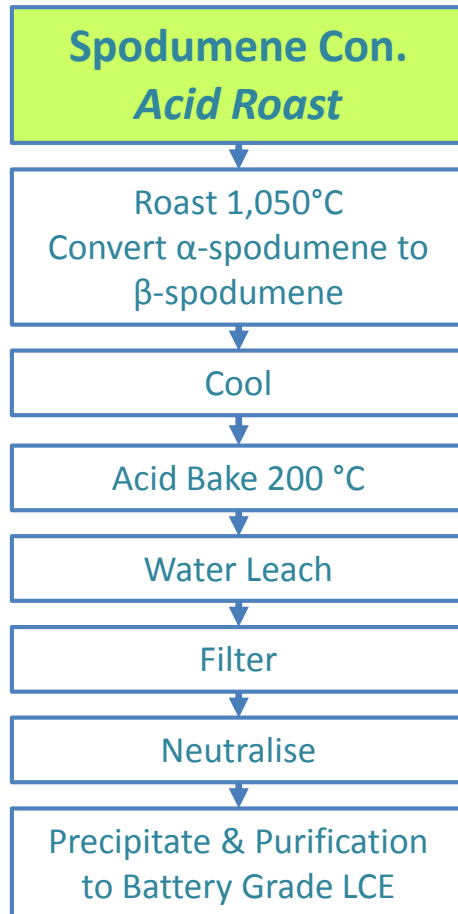 Spodumene Con.
Acid Roast
Roast 1,050°C
Convert α-spodumene to
β-spodumene
Cool
Acid Bake 200 °C
Water Leach
Filter
Neutralise
Precipitate & Purification
to Battery Grade LCE